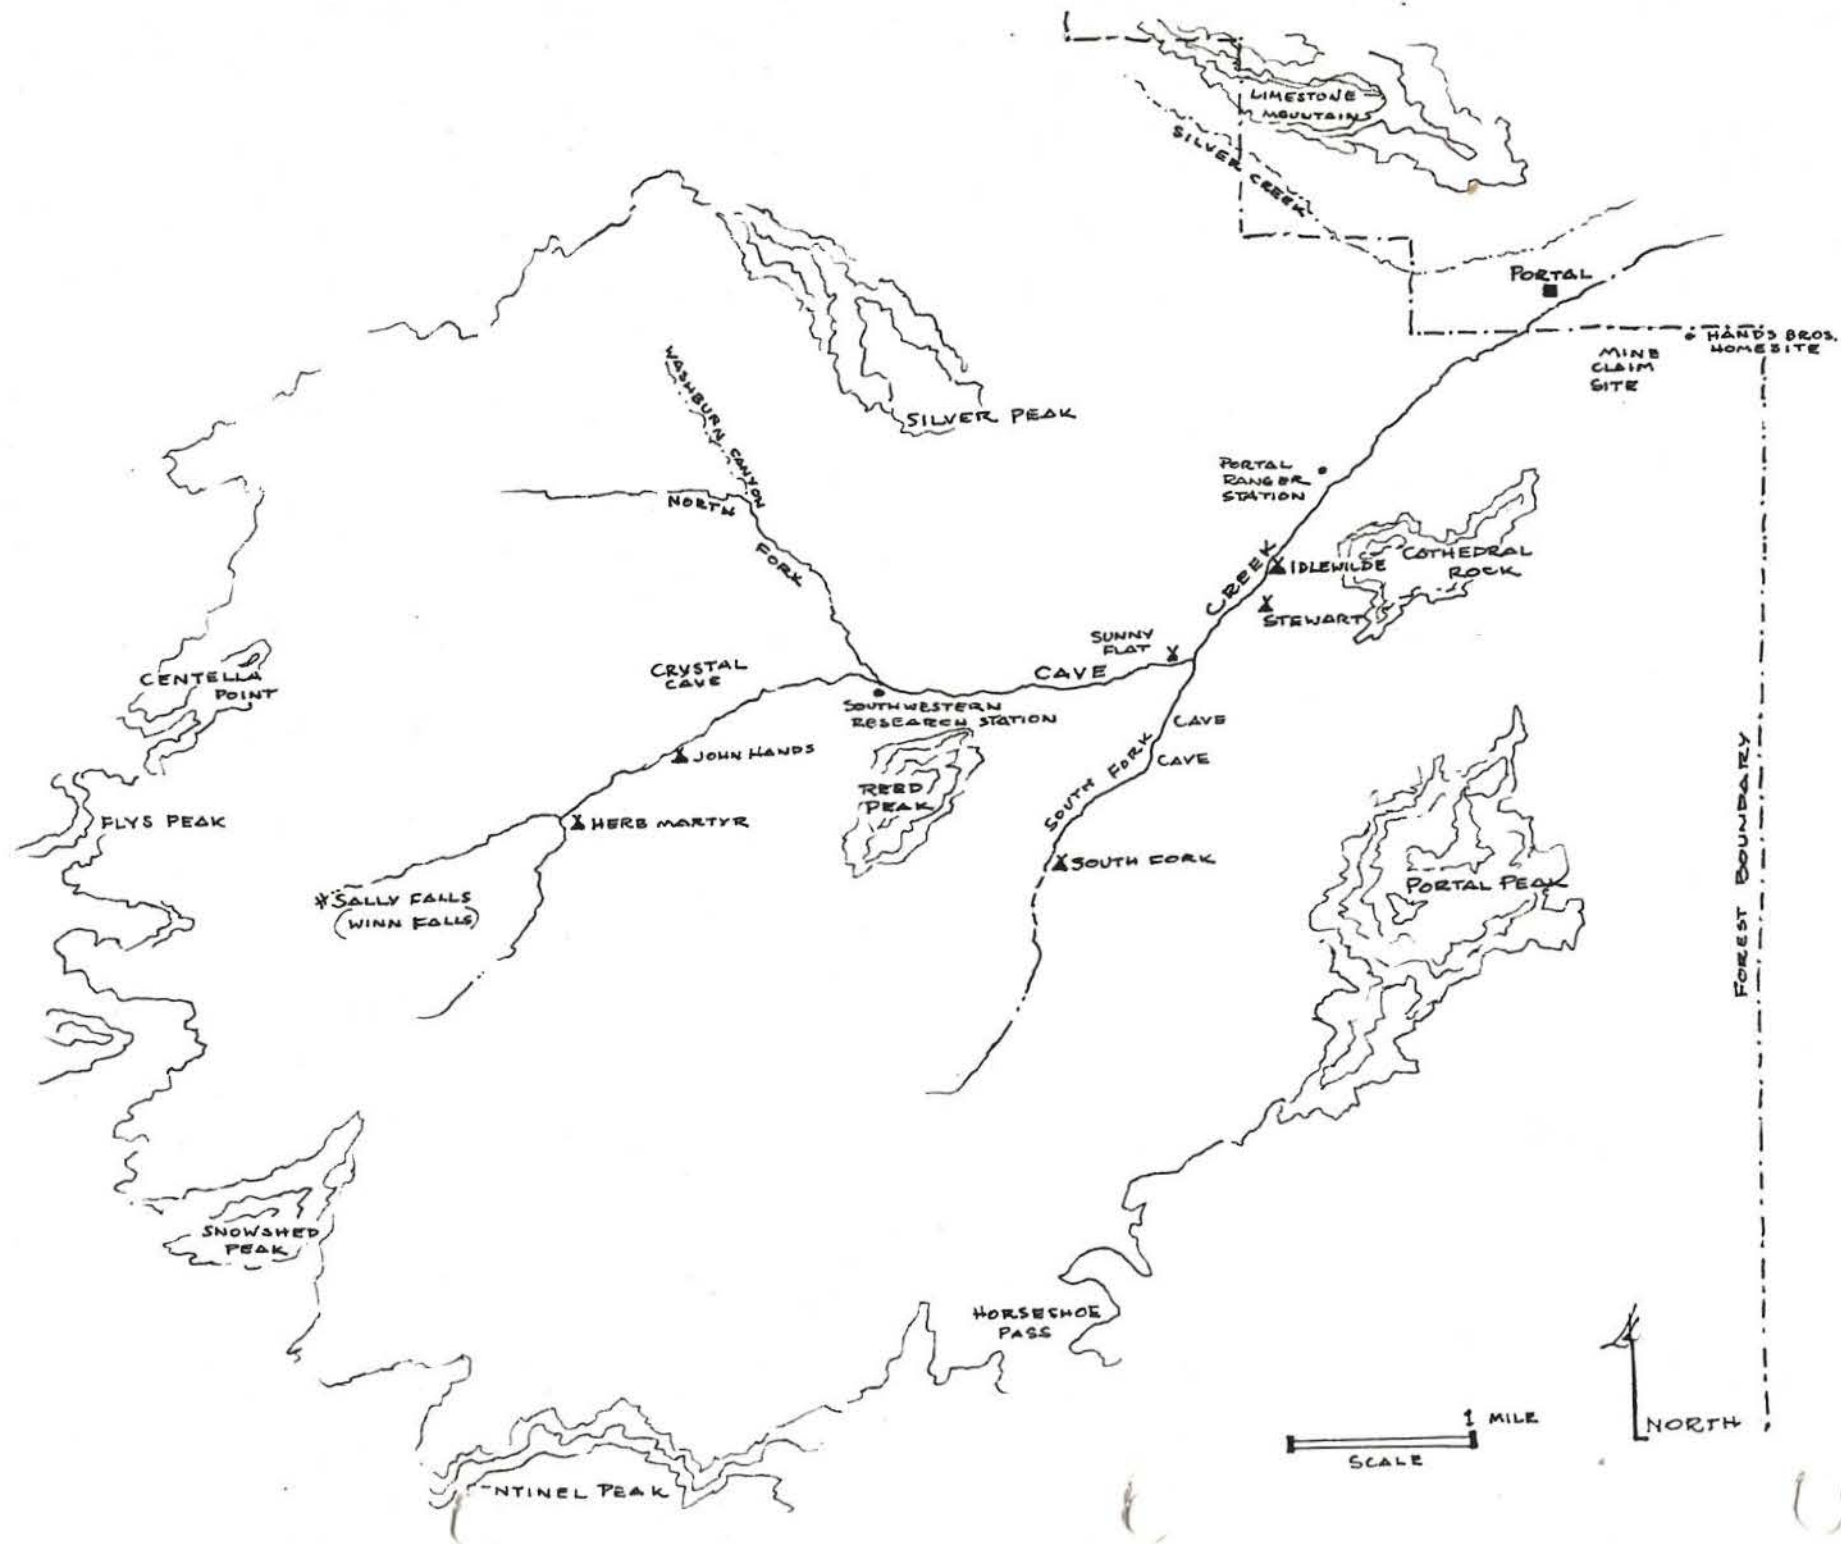 LIMESTONE
MOUNTAINS
SILVER CREEK
PORTAL
HANDS BROS.
HOMESITE
MINE
CLAIM
SITE
WASHBURN CANYON
SILVER PEAK
PORTAL
RANGER
STATION
NORTH
FORK
CREEK
IDLEWILDE
CATHEDRAL
ROCK
STEWART
SUNNY
FLAT
CAVE
CRYSTAL
CAVE
CENTELLA
POINT
SOUTHWESTERN
RESEARCH STATION
CAVE
CAVE
SOUTH FORK
JOHN HANDS
REED
PEAK
FLYS PEAK
HERB MARTYR
SOUTH FORK
PORTAL PEAK
FOREST BOUNDARY
*SALLY FALLS
(WINN FALLS)
SNOWSHED
PEAK
HORSESHOE
PASS
1 MILE
SCALE
NORTH
NTINEL PEAK